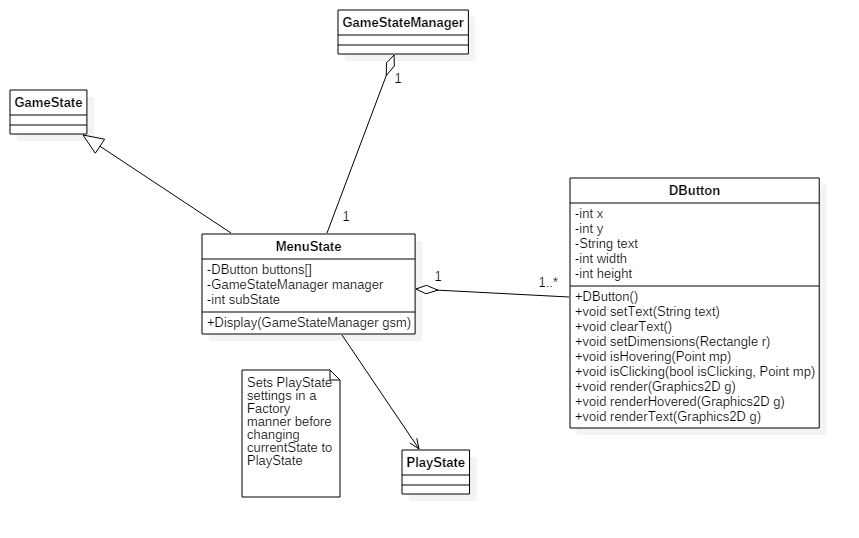 GameStateManager
1
GameState
1
MenuState
-DButton buttons[]
-GameStateManager manager
-int subState
+Display(GameStateManager gsm)
1
1..*
DButton
-int x
-int y
-String text
-int width
-int height
+DButton()
+void setText(String text)
+void clearText()
+void setDimensions(Rectangle r)
+void isHovering(Point mp)
+void isClicking(bool isClicking, Point mp)
+void render(Graphics2D g)
+void renderHovered(Graphics2D g)
+void renderText(Graphics2D g)
Sets PlayState
settings in a
Factory
manner before
changing
currentState to
PlayState
PlayState